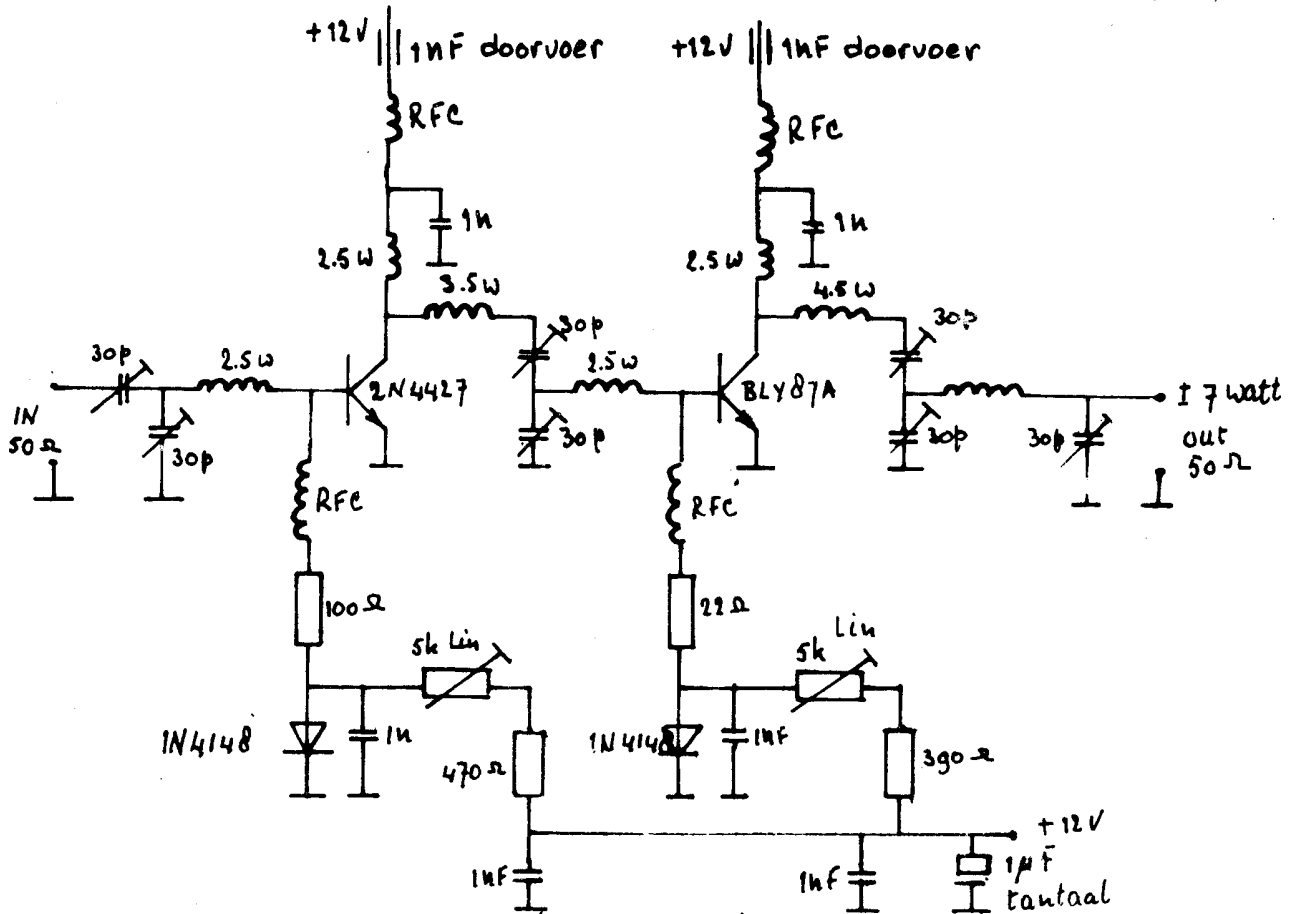 +12V
1nF doorvoer
+12V
1nF doorvoer
RFC
RFC
1n
1n
2.5w
2.5w
3.5w
4.5w
30p
30p
30p
2.5w
2.5w
2N4427
BLY87A
I 7 watt
out
50Ω
IN
50Ω
30p
30p
30p
30p
RFC
RFC
100Ω
22Ω
5k Lin
Lin
5k
1N4148
1n
1N4148
1nF
470Ω
390Ω
+12V
1nF
1nF
1µF
tantaal